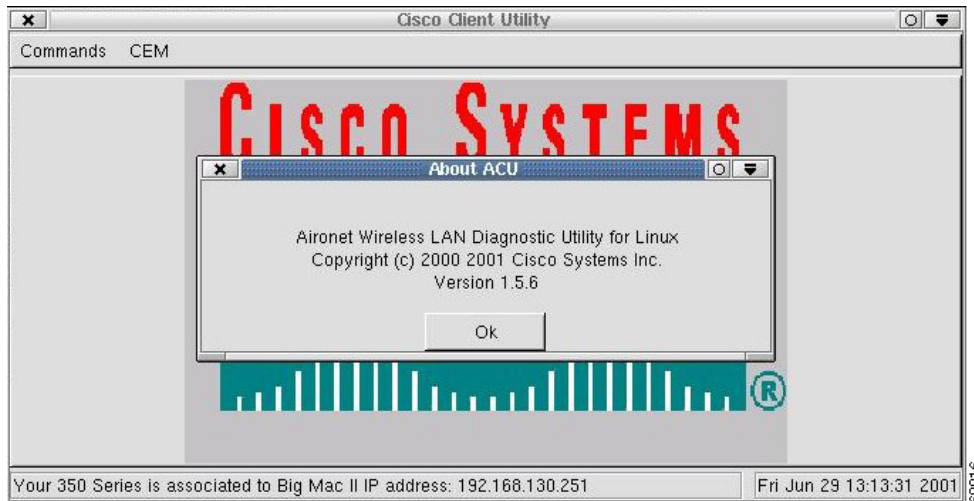 Cisco Client Utility
Commands CEM
CISCO SYSTEMS
About ACU
Aironet Wireless LAN Diagnostic Utility for Linux
Copyright (c) 2000 2001 Cisco Systems Inc.
Version 1.5.6
Ok
®
Your 350 Series is associated to Big Mac II IP address: 192.168.130.251
Fri Jun 29 13:13:31 2001